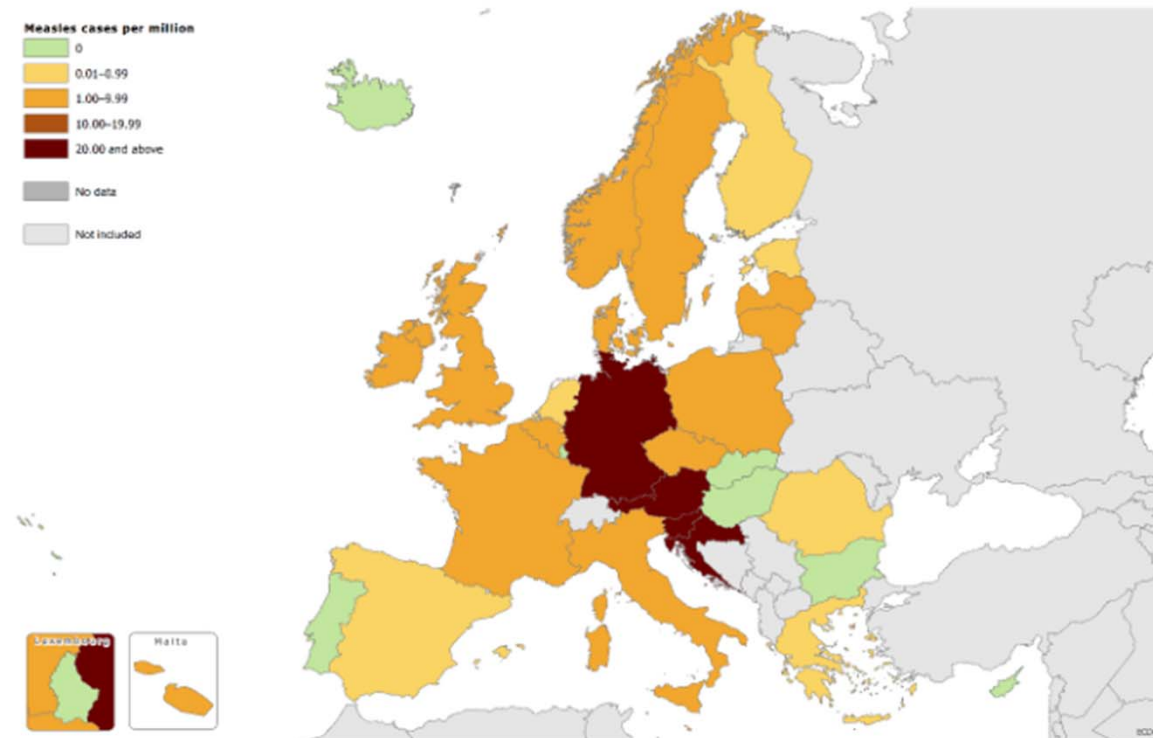 Measles cases per million
0
0.01–0.99
1.00–9.99
10.00–19.99
20.00 and above
No data
Not included
Luxembourg
Malta